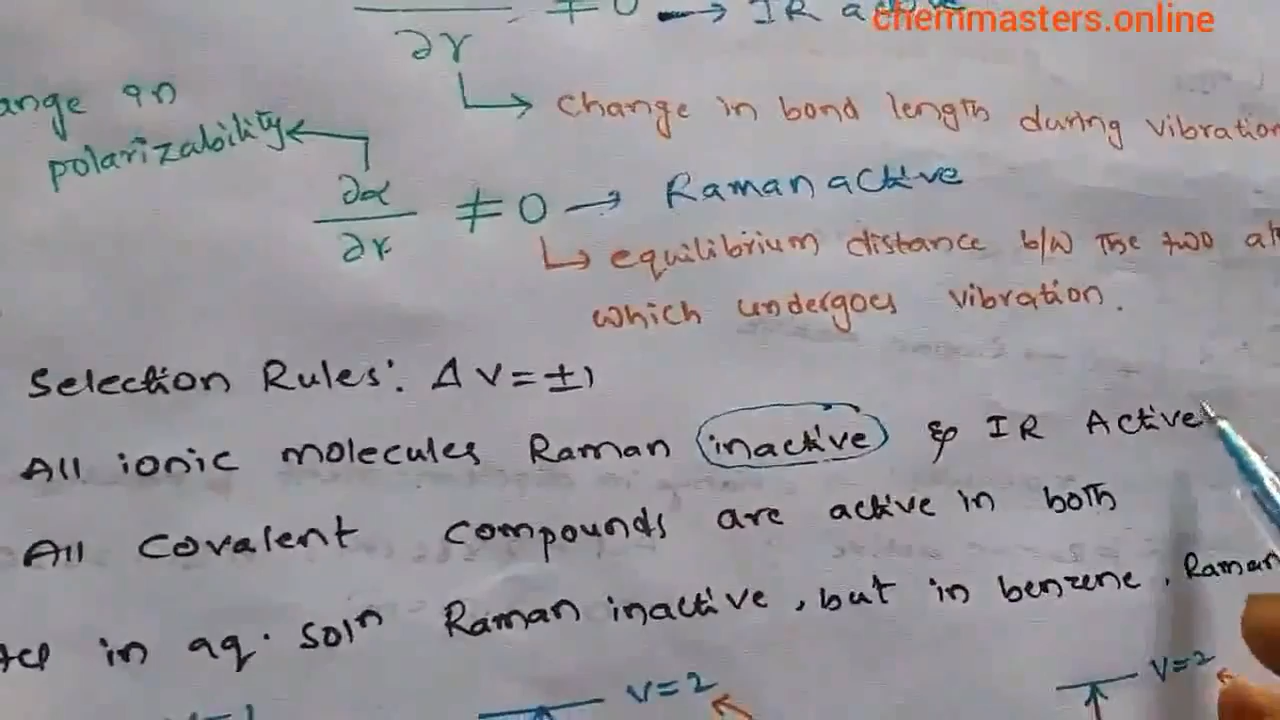 ≠ 0 → IR
chemmasters.online
∂r
→ change in bond length during vibration
ange in
polarizability
∂α
≠ 0 → Raman active
∂r
→ equilibrium distance b/w The two
which undergoes vibration.
Selection Rules: Δ V = ±1
All ionic molecules Raman inactive & IR Active
All covalent compounds are active in both
in aq. soln Raman inactive, but in benzene, Raman
V=2
V=2